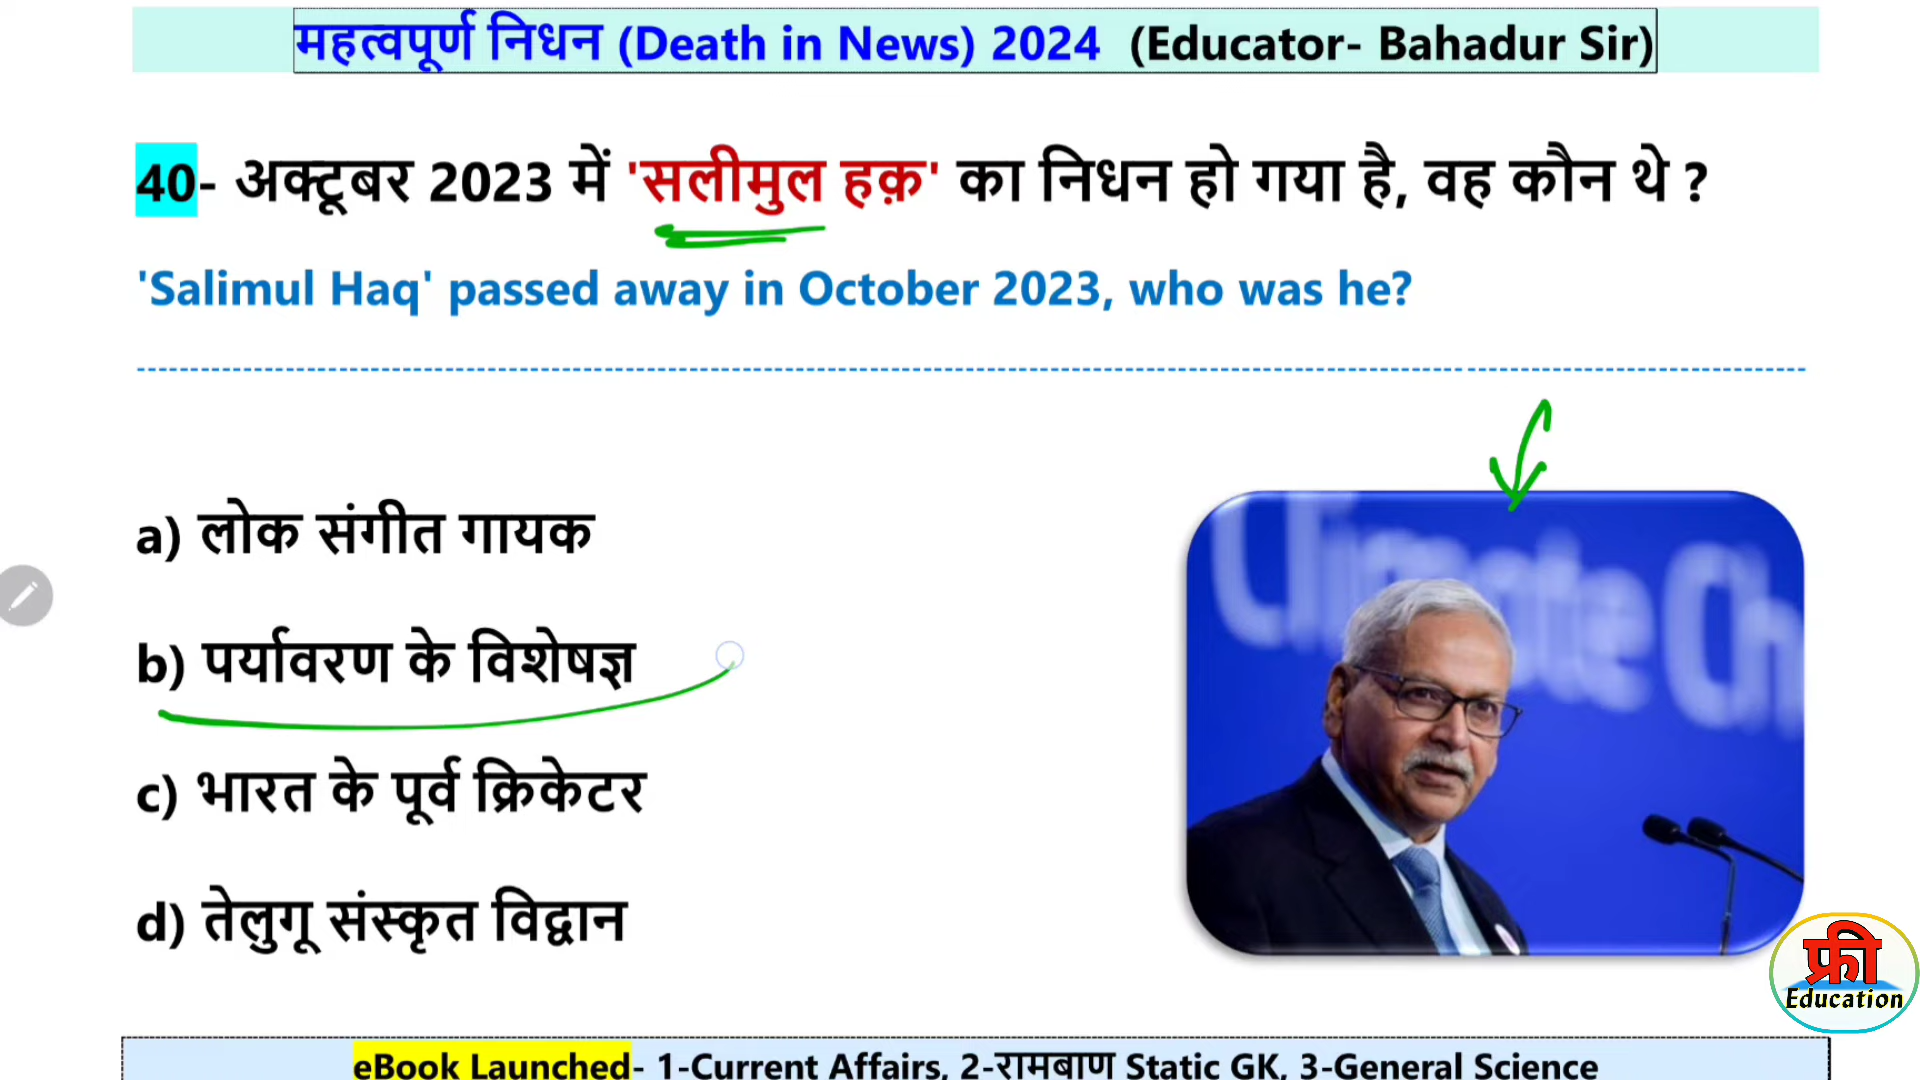 महत्वपूर्ण निधन (Death in News) 2024 (Educator- Bahadur Sir)
40- अक्टूबर 2023 में 'सलीमुल हक़' का निधन हो गया है, वह कौन थे ?
'Salimul Haq' passed away in October 2023, who was he?
a) लोक संगीत गायक
b) पर्यावरण के विशेषज्ञ
c) भारत के पूर्व क्रिकेटर
d) तेलुगू संस्कृत विद्वान
Climate Ch
फ्री
Education
eBook Launched- 1-Current Affairs, 2-रामबाण Static GK, 3-General Science